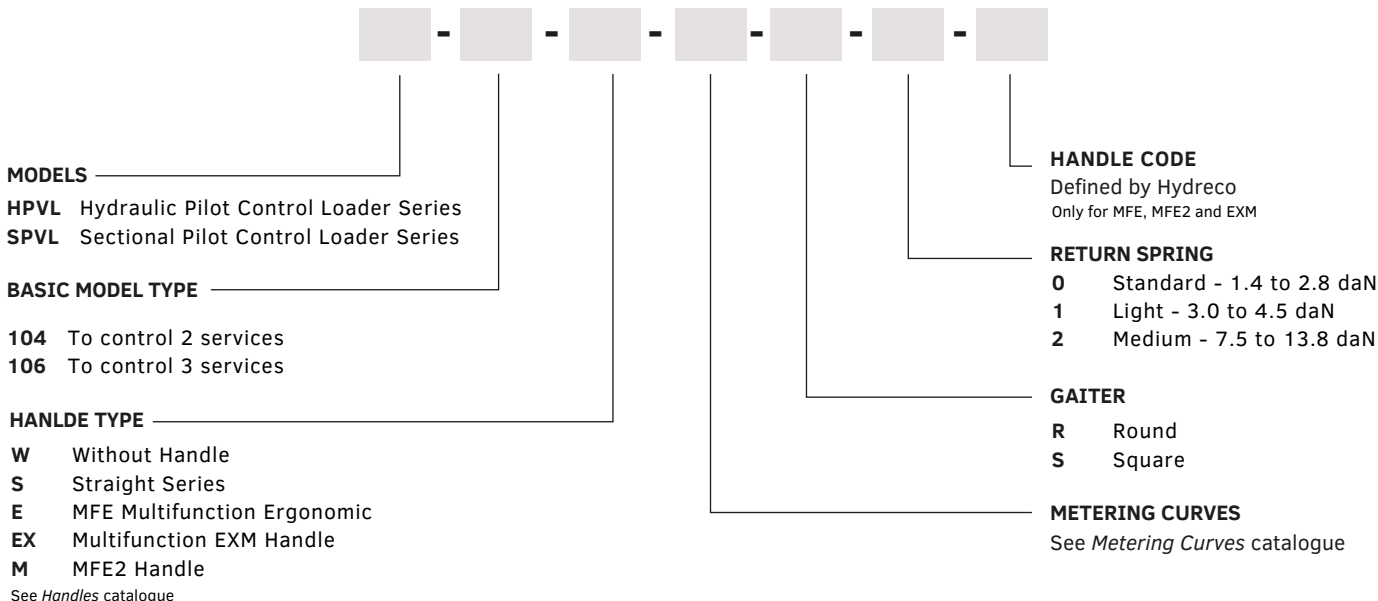 - - - - - -
MODELS
HPVL Hydraulic Pilot Control Loader Series
SPVL Sectional Pilot Control Loader Series
BASIC MODEL TYPE
104 To control 2 services
106 To control 3 services
HANLDE TYPE
W Without Handle
S Straight Series
E MFE Multifunction Ergonomic
EX Multifunction EXM Handle
M MFE2 Handle
See Handles catalogue
HANDLE CODE
Defined by Hydreco
Only for MFE, MFE2 and EXM
RETURN SPRING
0 Standard - 1.4 to 2.8 daN
1 Light - 3.0 to 4.5 daN
2 Medium - 7.5 to 13.8 daN
GAITER
R Round
S Square
METERING CURVES
See Metering Curves catalogue